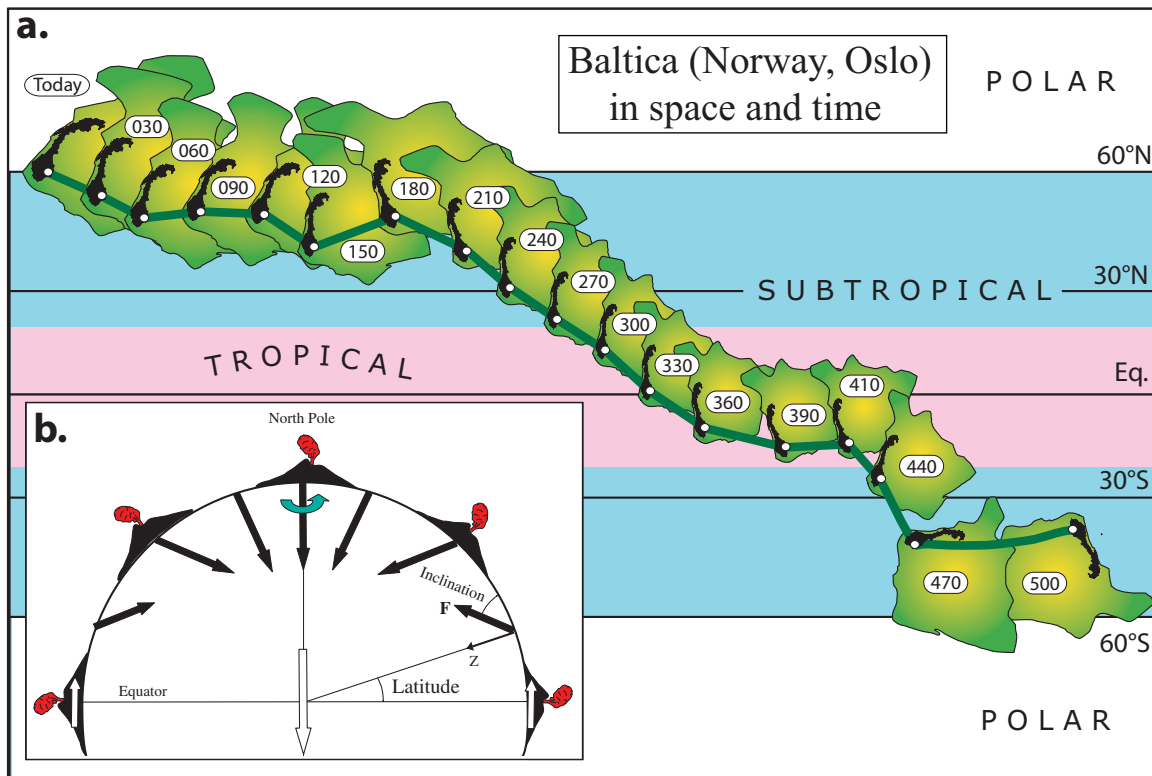 a.
Baltica (Norway, Oslo)
in space and time
POLAR
Today
030
060
090
120
150
180
210
240
270
300
330
360
390
410
440
470
500
60°N
SUBTROPICAL
30°N
TROPICAL
Eq.
30°S
60°S
POLAR
b.
North Pole
Inclination
F
Z
Equator
Latitude